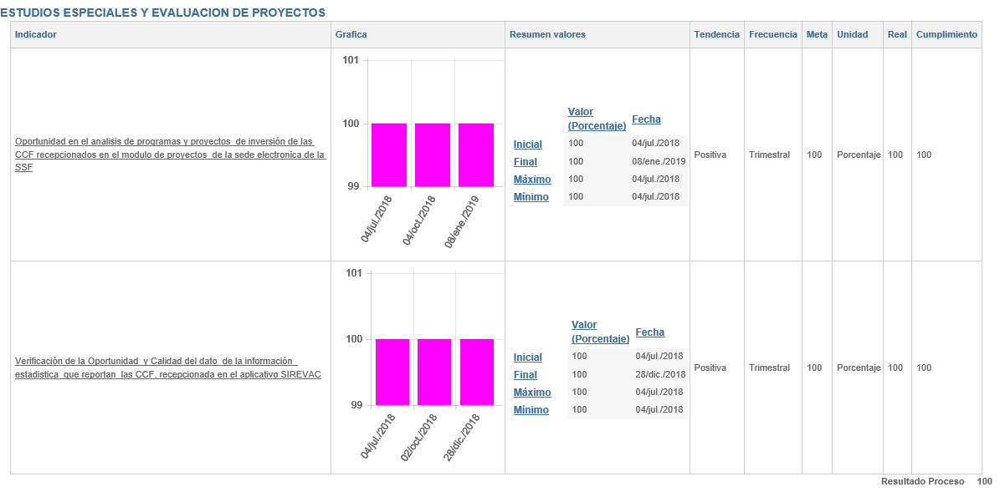 ESTUDIOS ESPECIALES Y EVALUACION DE PROYECTOS
Indicador Grafica Resumen valores Tendencia Frecuencia Meta Unidad Real Cumplimiento
Oportunidad en el analisis de programas y proyectos de inversión de las
CCF recepcionados en el modulo de proyectos de la sede electronica de la
SSF
101
100
99
04/jul./2018
04/oct./2018
08/ene./2019
Valor
(Porcentaje)
Fecha
Inicial 100 04/jul./2018
Final 100 08/ene./2019
Máximo 100 04/jul./2018
Mínimo 100 04/jul./2018
Positiva Trimestral 100 Porcentaje 100 100
Verificación de la Oportunidad y Calidad del dato de la información
estadistica que reportan las CCF, recepcionada en el aplicativo SIREVAC
101
100
99
04/jul./2018
02/oct./2018
28/dic./2018
Valor
(Porcentaje)
Fecha
Inicial 100 04/jul./2018
Final 100 28/dic./2018
Máximo 100 04/jul./2018
Mínimo 100 04/jul./2018
Positiva Trimestral 100 Porcentaje 100 100
Resultado Proceso 100